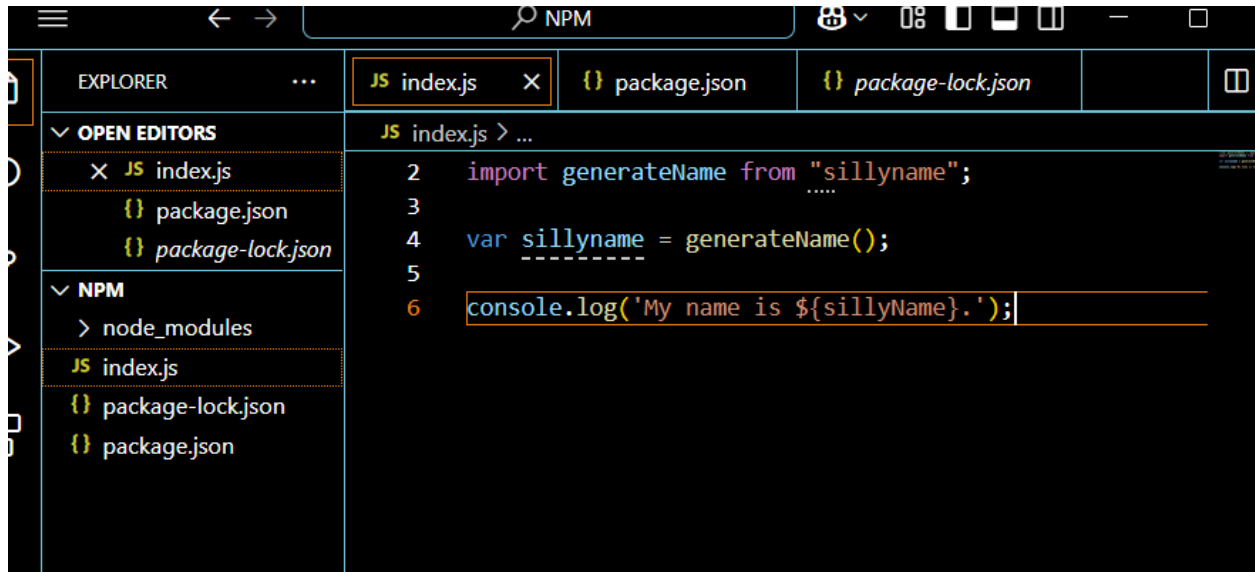 NPM
EXPLORER ...
JS index.js
{} package.json
{} package-lock.json
OPEN EDITORS
JS index.js
{} package.json
{} package-lock.json
NPM
node_modules
JS index.js
{} package-lock.json
{} package.json
JS index.js > ...
2 import generateName from "sillyname";
3
4 var sillyname = generateName();
5
6 console.log('My name is ${sillyName}.');